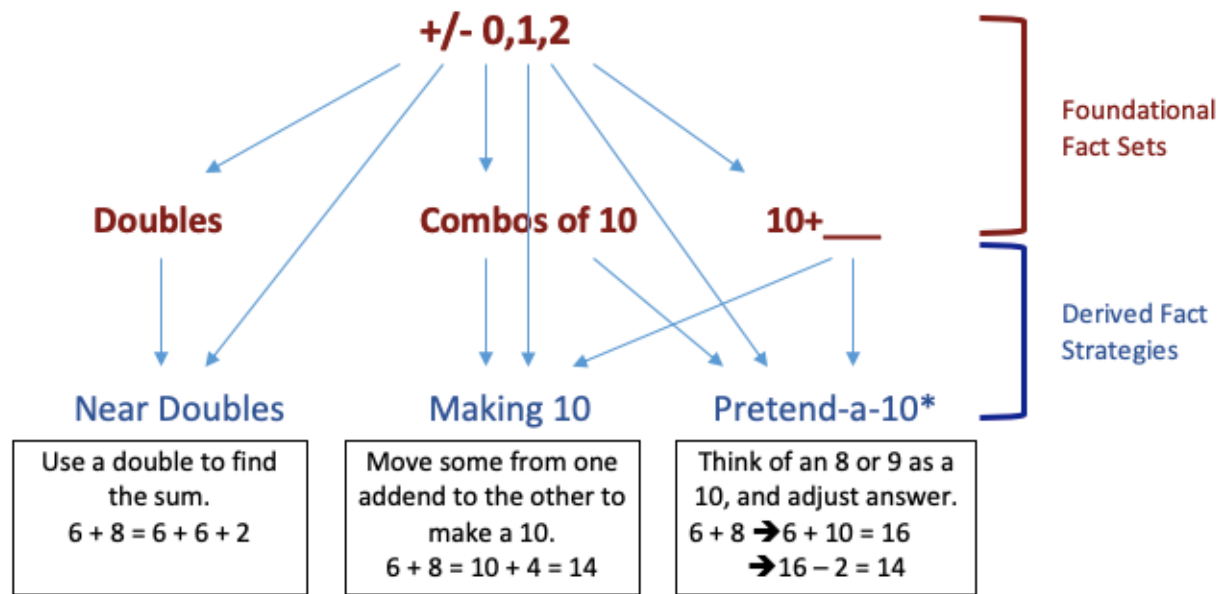 +/- 0,1,2
Foundational
Fact Sets
Doubles
Combos of 10
10+___
Derived Fact
Strategies
Near Doubles
Making 10
Pretend-a-10*
Use a double to find
the sum.
6 + 8 = 6 + 6 + 2
Move some from one
addend to the other to
make a 10.
6 + 8 = 10 + 4 = 14
Think of an 8 or 9 as a
10, and adjust answer.
6 + 8 ➔6 + 10 = 16
➔16 – 2 = 14